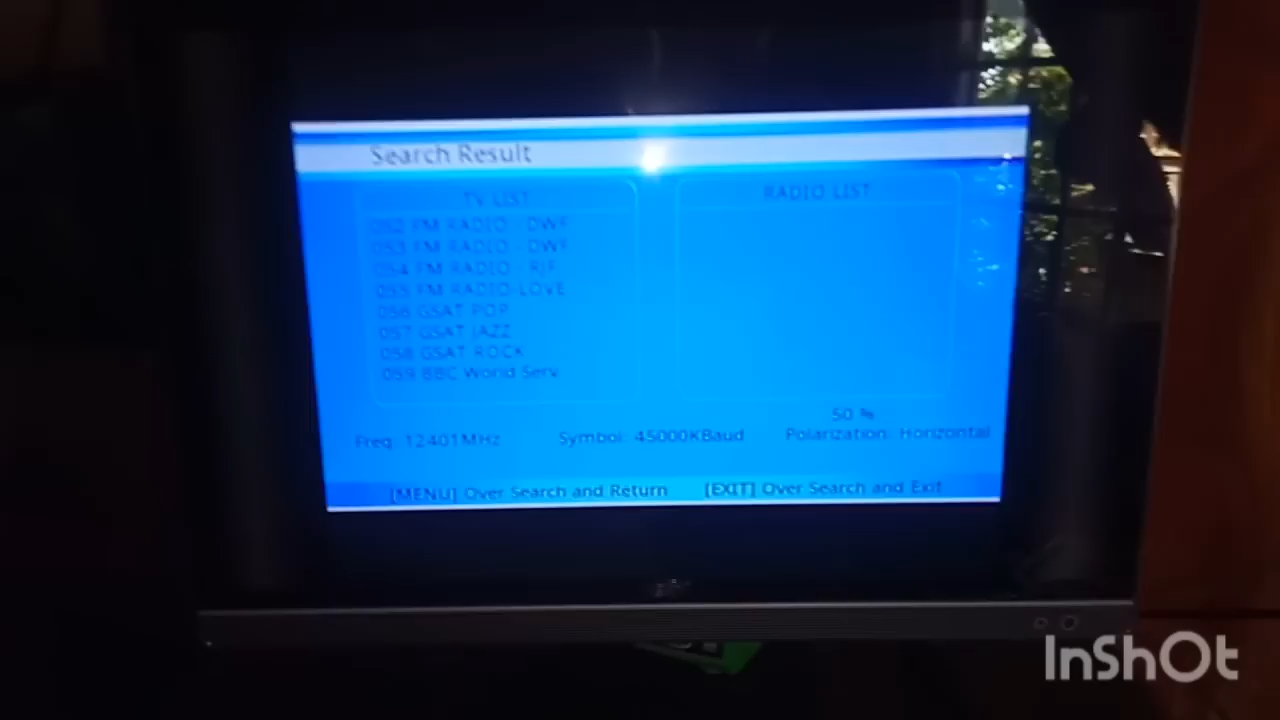 Search Result
TV LIST
RADIO LIST
052 FM RADIO - DWF
053 FM RADIO - DWF
054 FM RADIO - RJF
055 FM RADIO-LOVE
056 GSAT POP
057 GSAT JAZZ
058 GSAT ROCK
059 BBC World Serv
50 %
Freq: 12401MHz Symbol: 45000KBaud Polarization: Horizontal
[MENU] Over Search and Return [EXIT] Over Search and Exit
InShOt